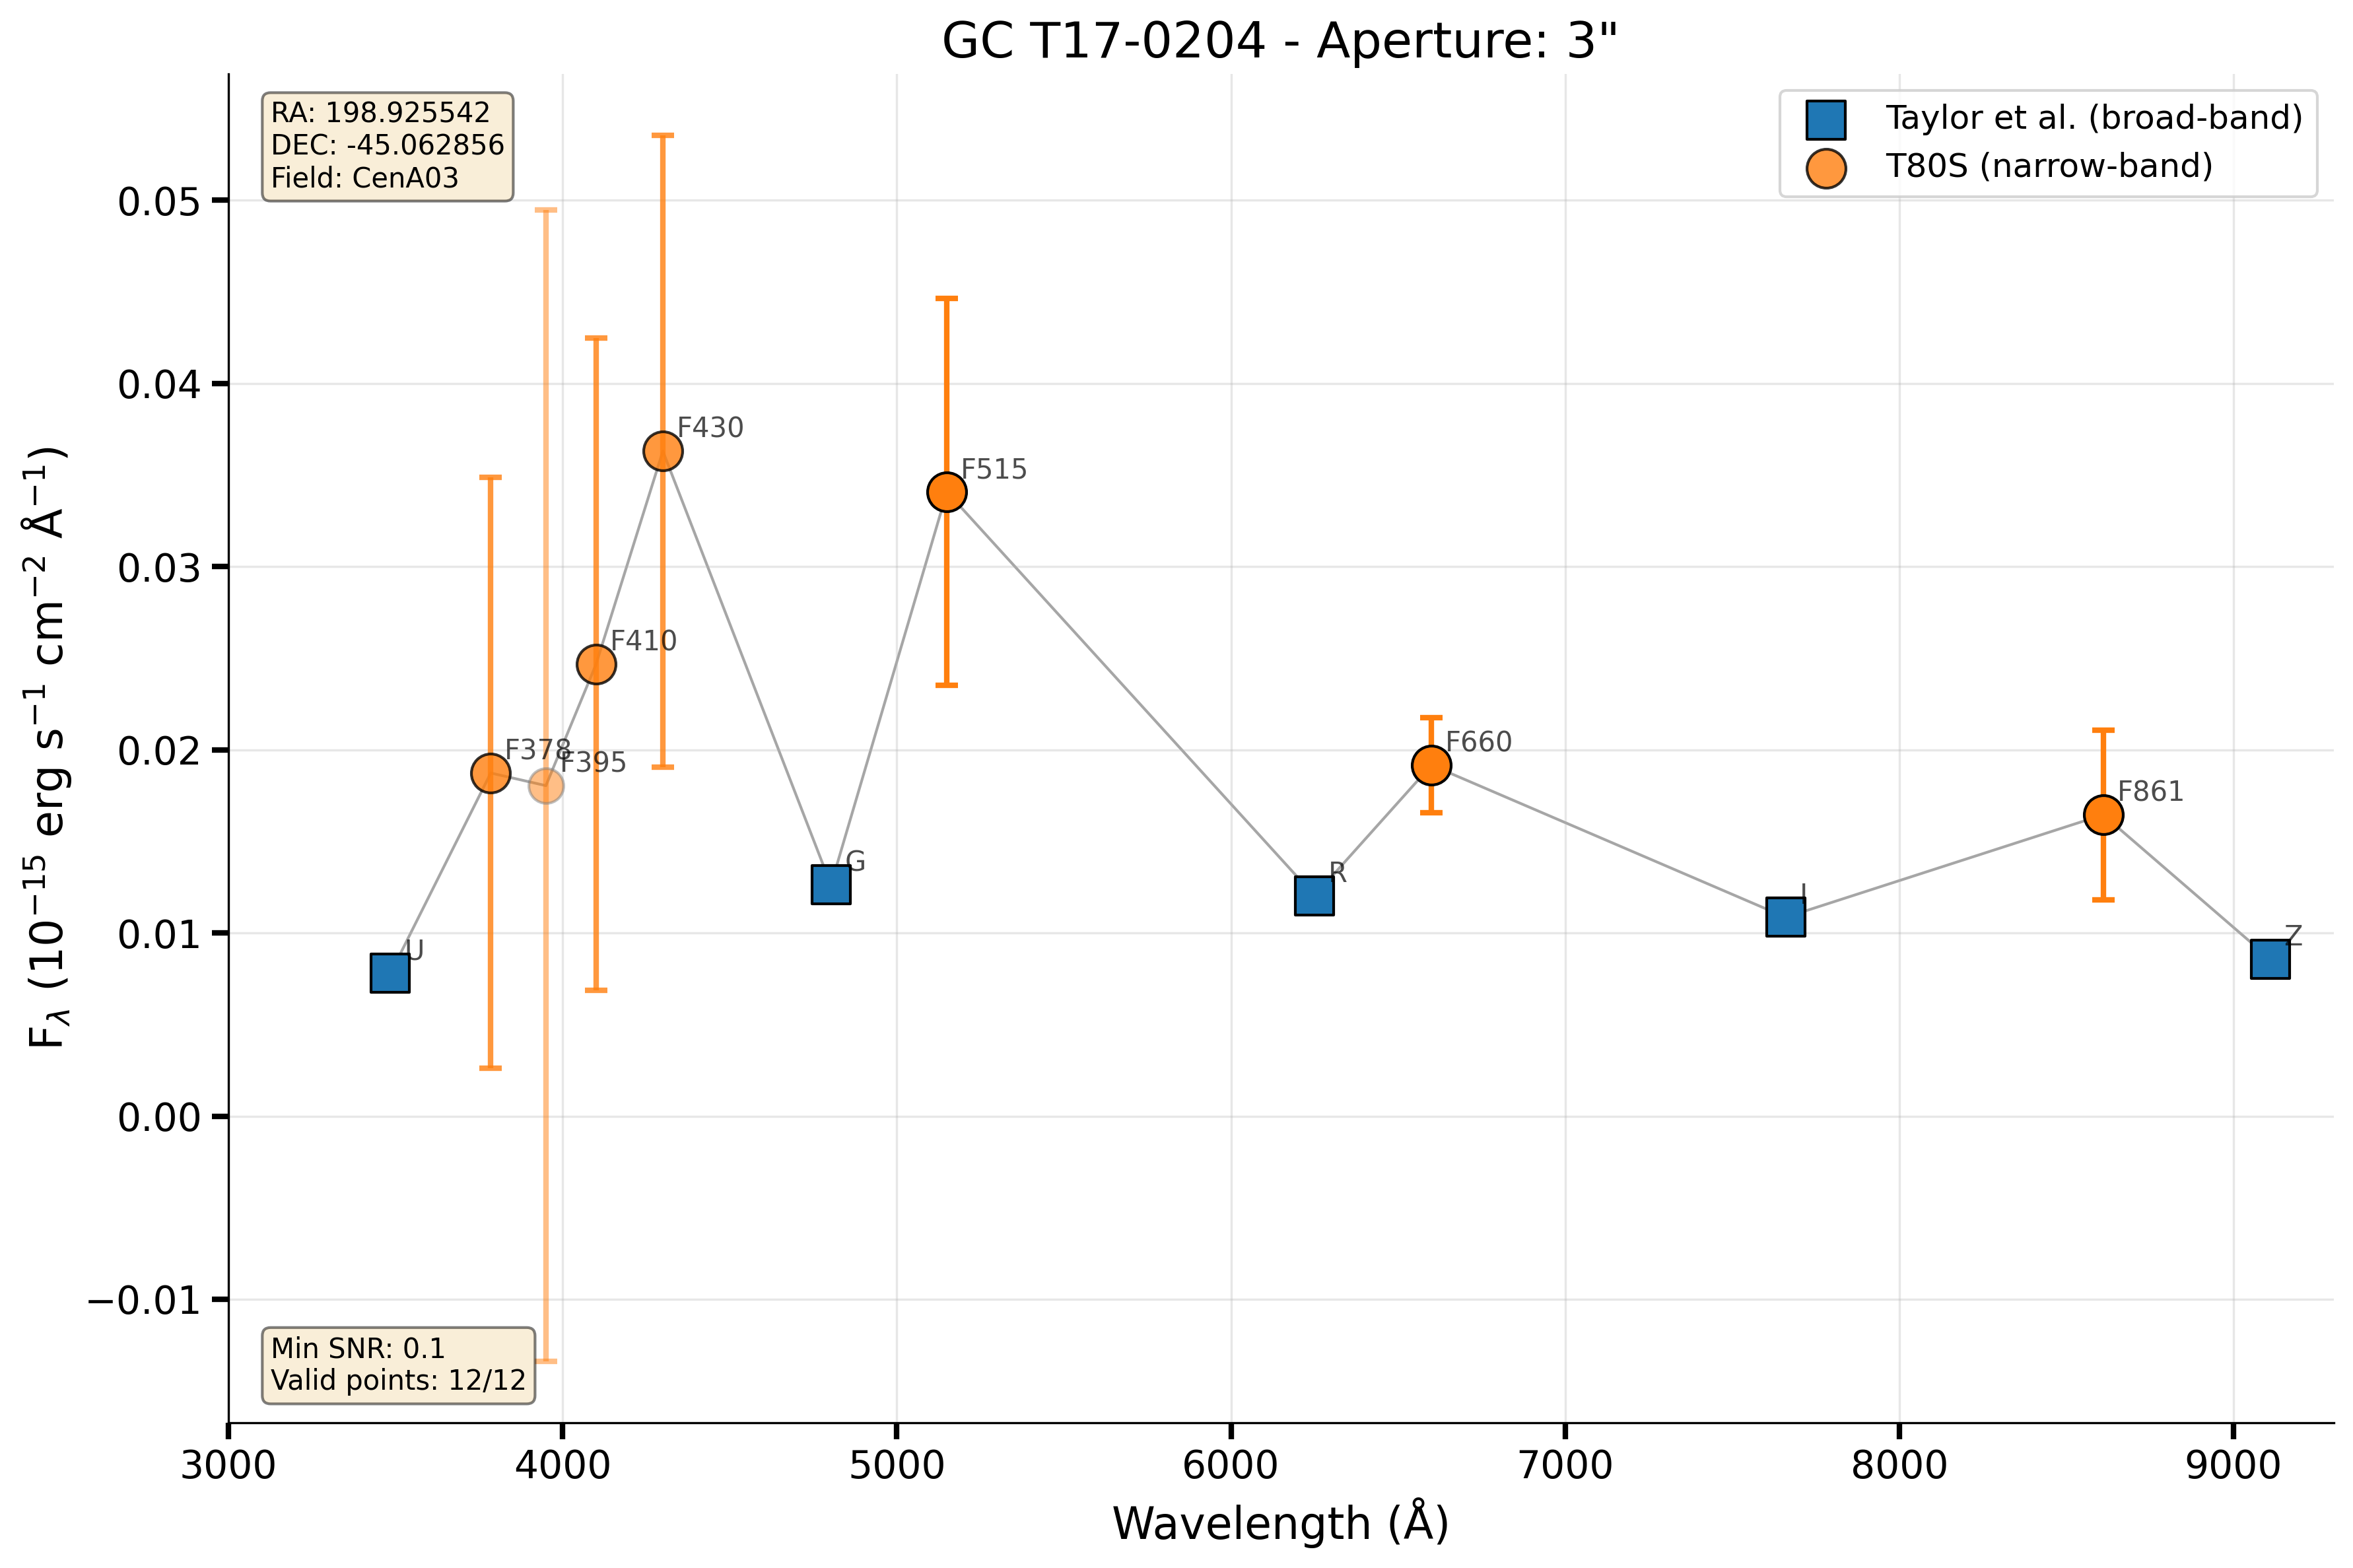 GC T17-0204 - Aperture: 3"
RA: 198.925542
DEC: -45.062856
Field: CenA03
Taylor et al. (broad-band)
T80S (narrow-band)
F_λ (10⁻¹⁵ erg s⁻¹ cm⁻² Å⁻¹)
0.05
0.04
0.03
0.02
0.01
0.00
−0.01
F430
F515
F410
F378
F395
F660
F861
G
R
I
U
Z
Min SNR: 0.1
Valid points: 12/12
3000 4000 5000 6000 7000 8000 9000
Wavelength (Å)